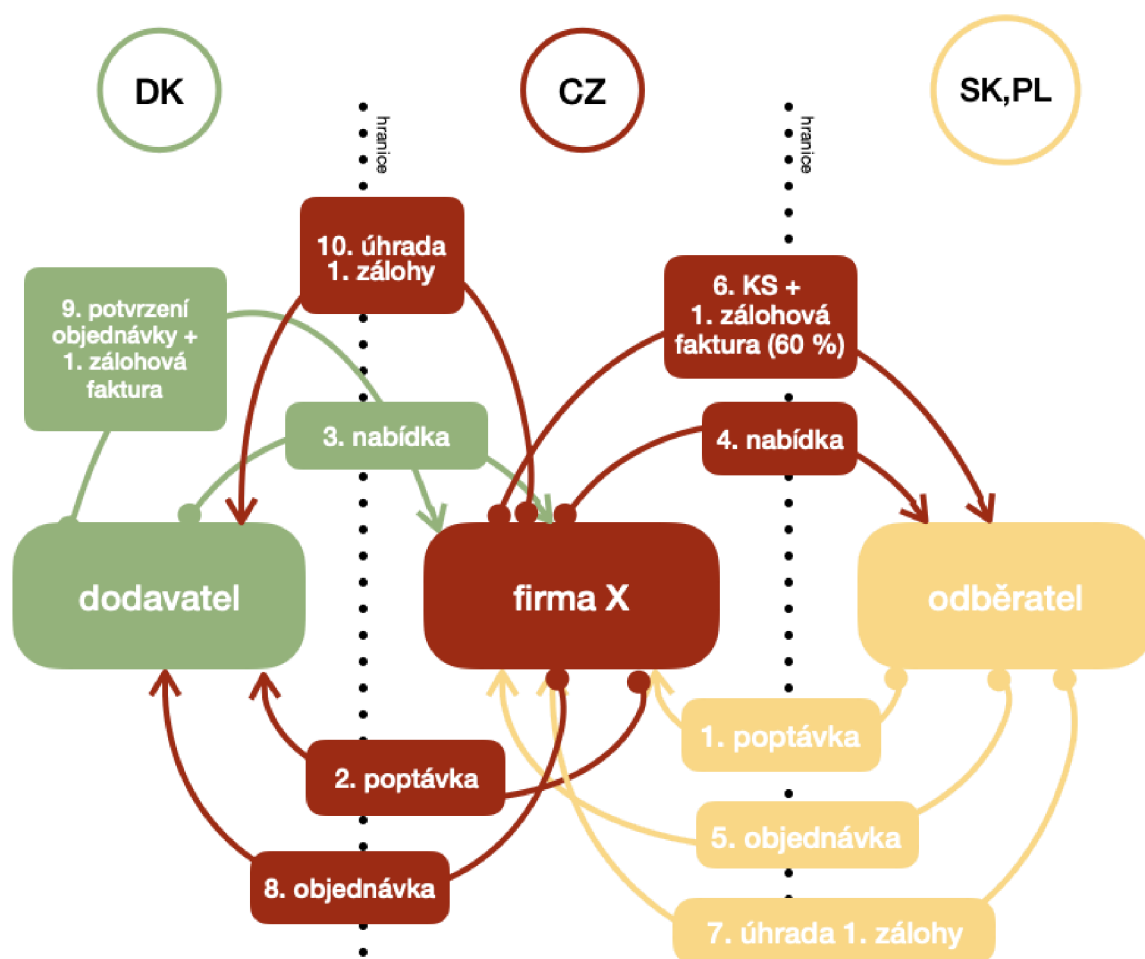 DK
CZ
SK,PL
hranice
hranice
10. úhrada
1. zálohy
9. potvrzení
objednávky +
1. zálohová
faktura
6. KS +
1. zálohová
faktura (60 %)
3. nabídka
4. nabídka
dodavatel
firma X
odběratel
1. poptávka
2. poptávka
5. objednávka
8. objednávka
7. úhrada 1. zálohy